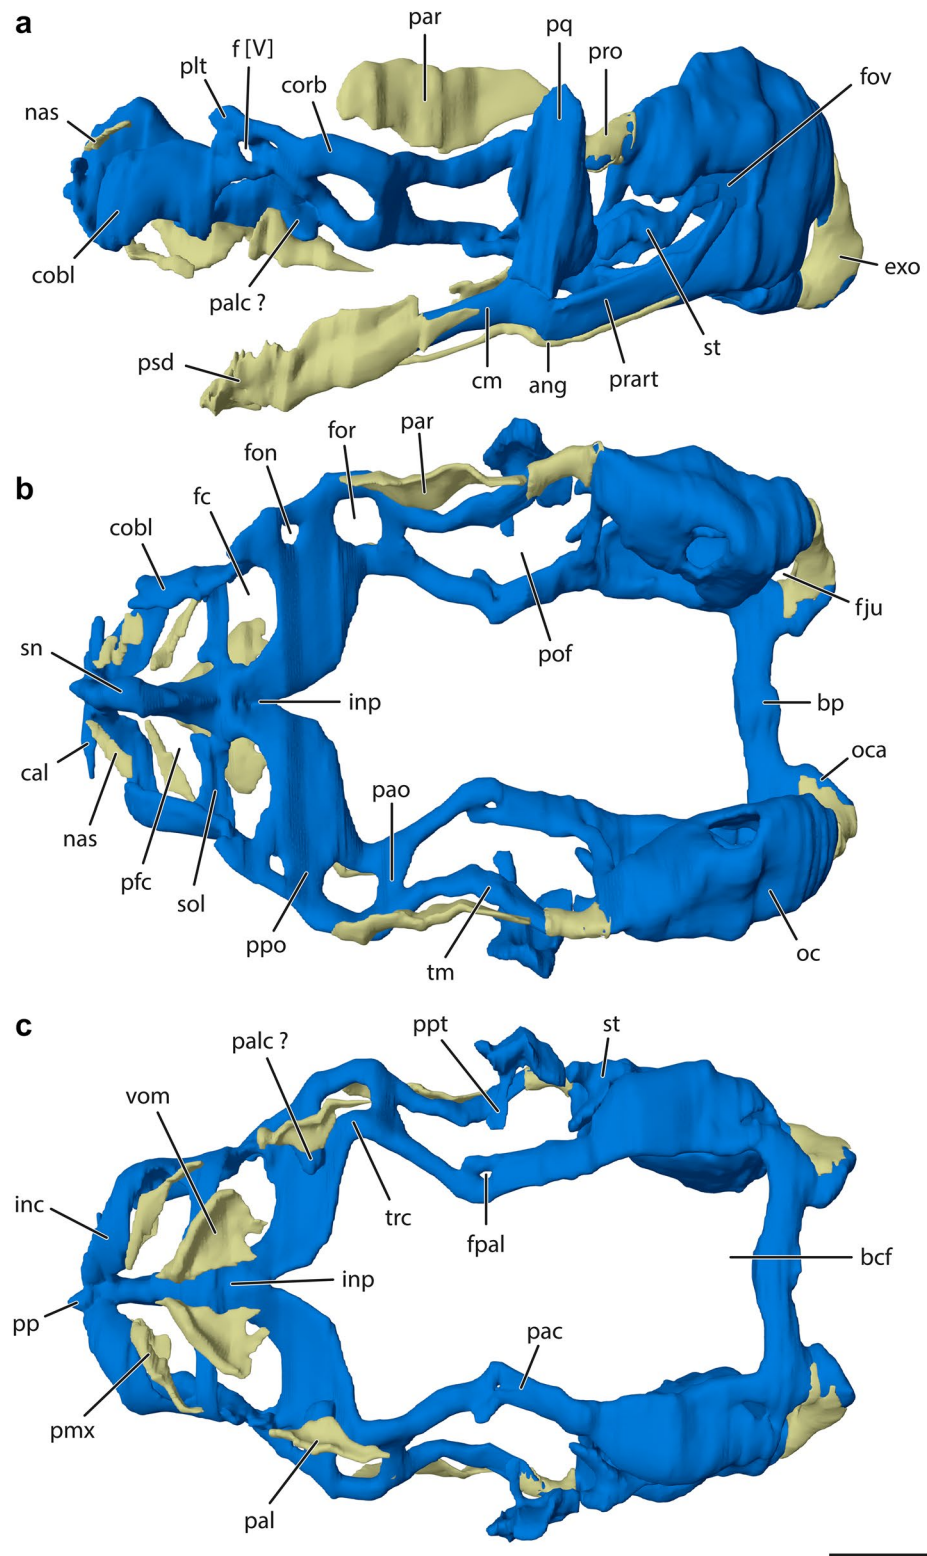 a
par
pq
f [V]
pro
plt
corb
fov
nas
cobl
palc ?
exo
psd
st
cm
ang
prart
b
par
for
fon
fc
cobl
fju
sn
pof
inp
bp
cal
oca
pao
nas
pfc
sol
ppo
tm
oc
c
ppt
st
palc ?
vom
inc
trc
fpal
bcf
inp
pp
pac
pmx
pal